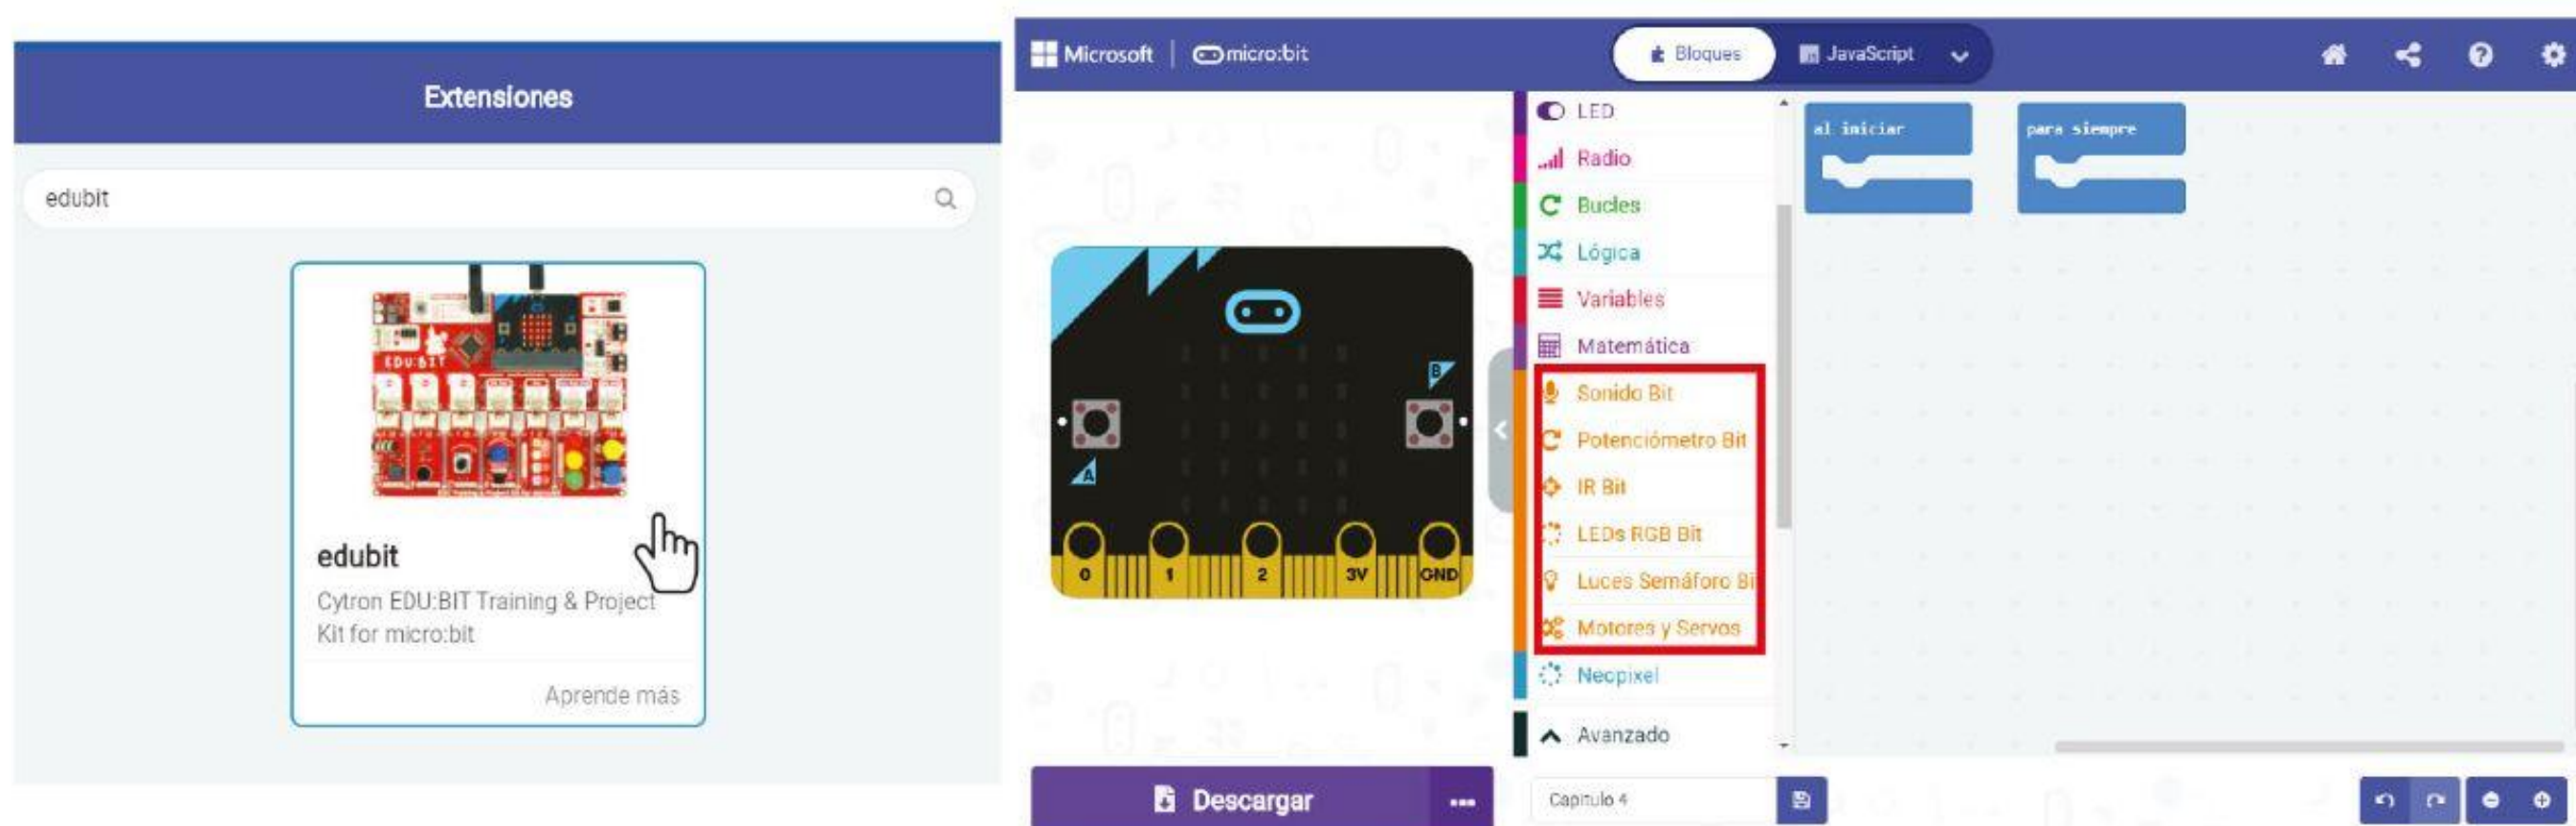 Extensiones
edubit
EDU:BIT
edubit
Cytron EDU:BIT Training & Project
Kit for micro:bit
Aprende más
Microsoft micro:bit
Bloques
JavaScript
LED
Radio
Bucles
Lógica
Variables
Matemática
Sonido Bit
Potenciómetro Bit
IR Bit
LEDs RGB Bit
Luces Semáforo Bi
Motores y Servos
Neopixel
Avanzado
al iniciar
para siempre
B
A
0 1 2 3V GND
Descargar
Capitulo 4